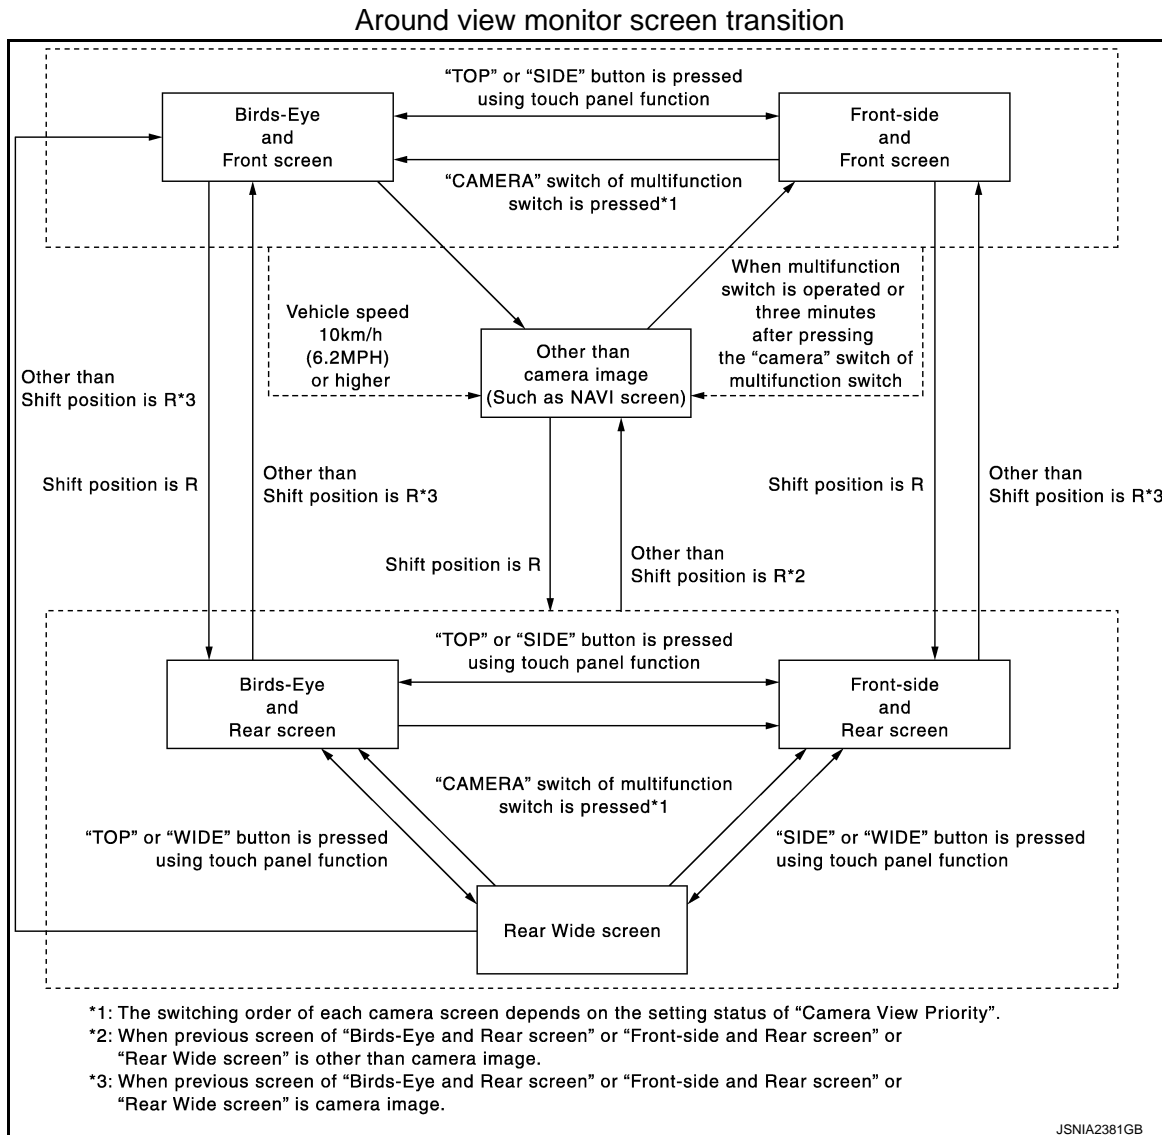 Around view monitor screen transition
“TOP” or “SIDE” button is pressed
using touch panel function
Birds-Eye
and
Front screen
Front-side
and
Front screen
“CAMERA” switch of multifunction
switch is pressed*1
When multifunction
switch is operated or
three minutes
after pressing
the “camera” switch of
multifunction switch
Vehicle speed
10km/h
(6.2MPH)
or higher
Other than
camera image
(Such as NAVI screen)
Other than
Shift position is R*3
Shift position is R
Other than
Shift position is R*3
Shift position is R
Other than
Shift position is R*3
Shift position is R
Other than
Shift position is R*2
“TOP” or “SIDE” button is pressed
using touch panel function
Birds-Eye
and
Rear screen
Front-side
and
Rear screen
“CAMERA” switch of multifunction
switch is pressed*1
“TOP” or “WIDE” button is pressed
using touch panel function
“SIDE” or “WIDE” button is pressed
using touch panel function
Rear Wide screen
*1: The switching order of each camera screen depends on the setting status of “Camera View Priority”.
*2: When previous screen of “Birds-Eye and Rear screen” or “Front-side and Rear screen” or
“Rear Wide screen” is other than camera image.
*3: When previous screen of “Birds-Eye and Rear screen” or “Front-side and Rear screen” or
“Rear Wide screen” is camera image.
JSNIA2381GB